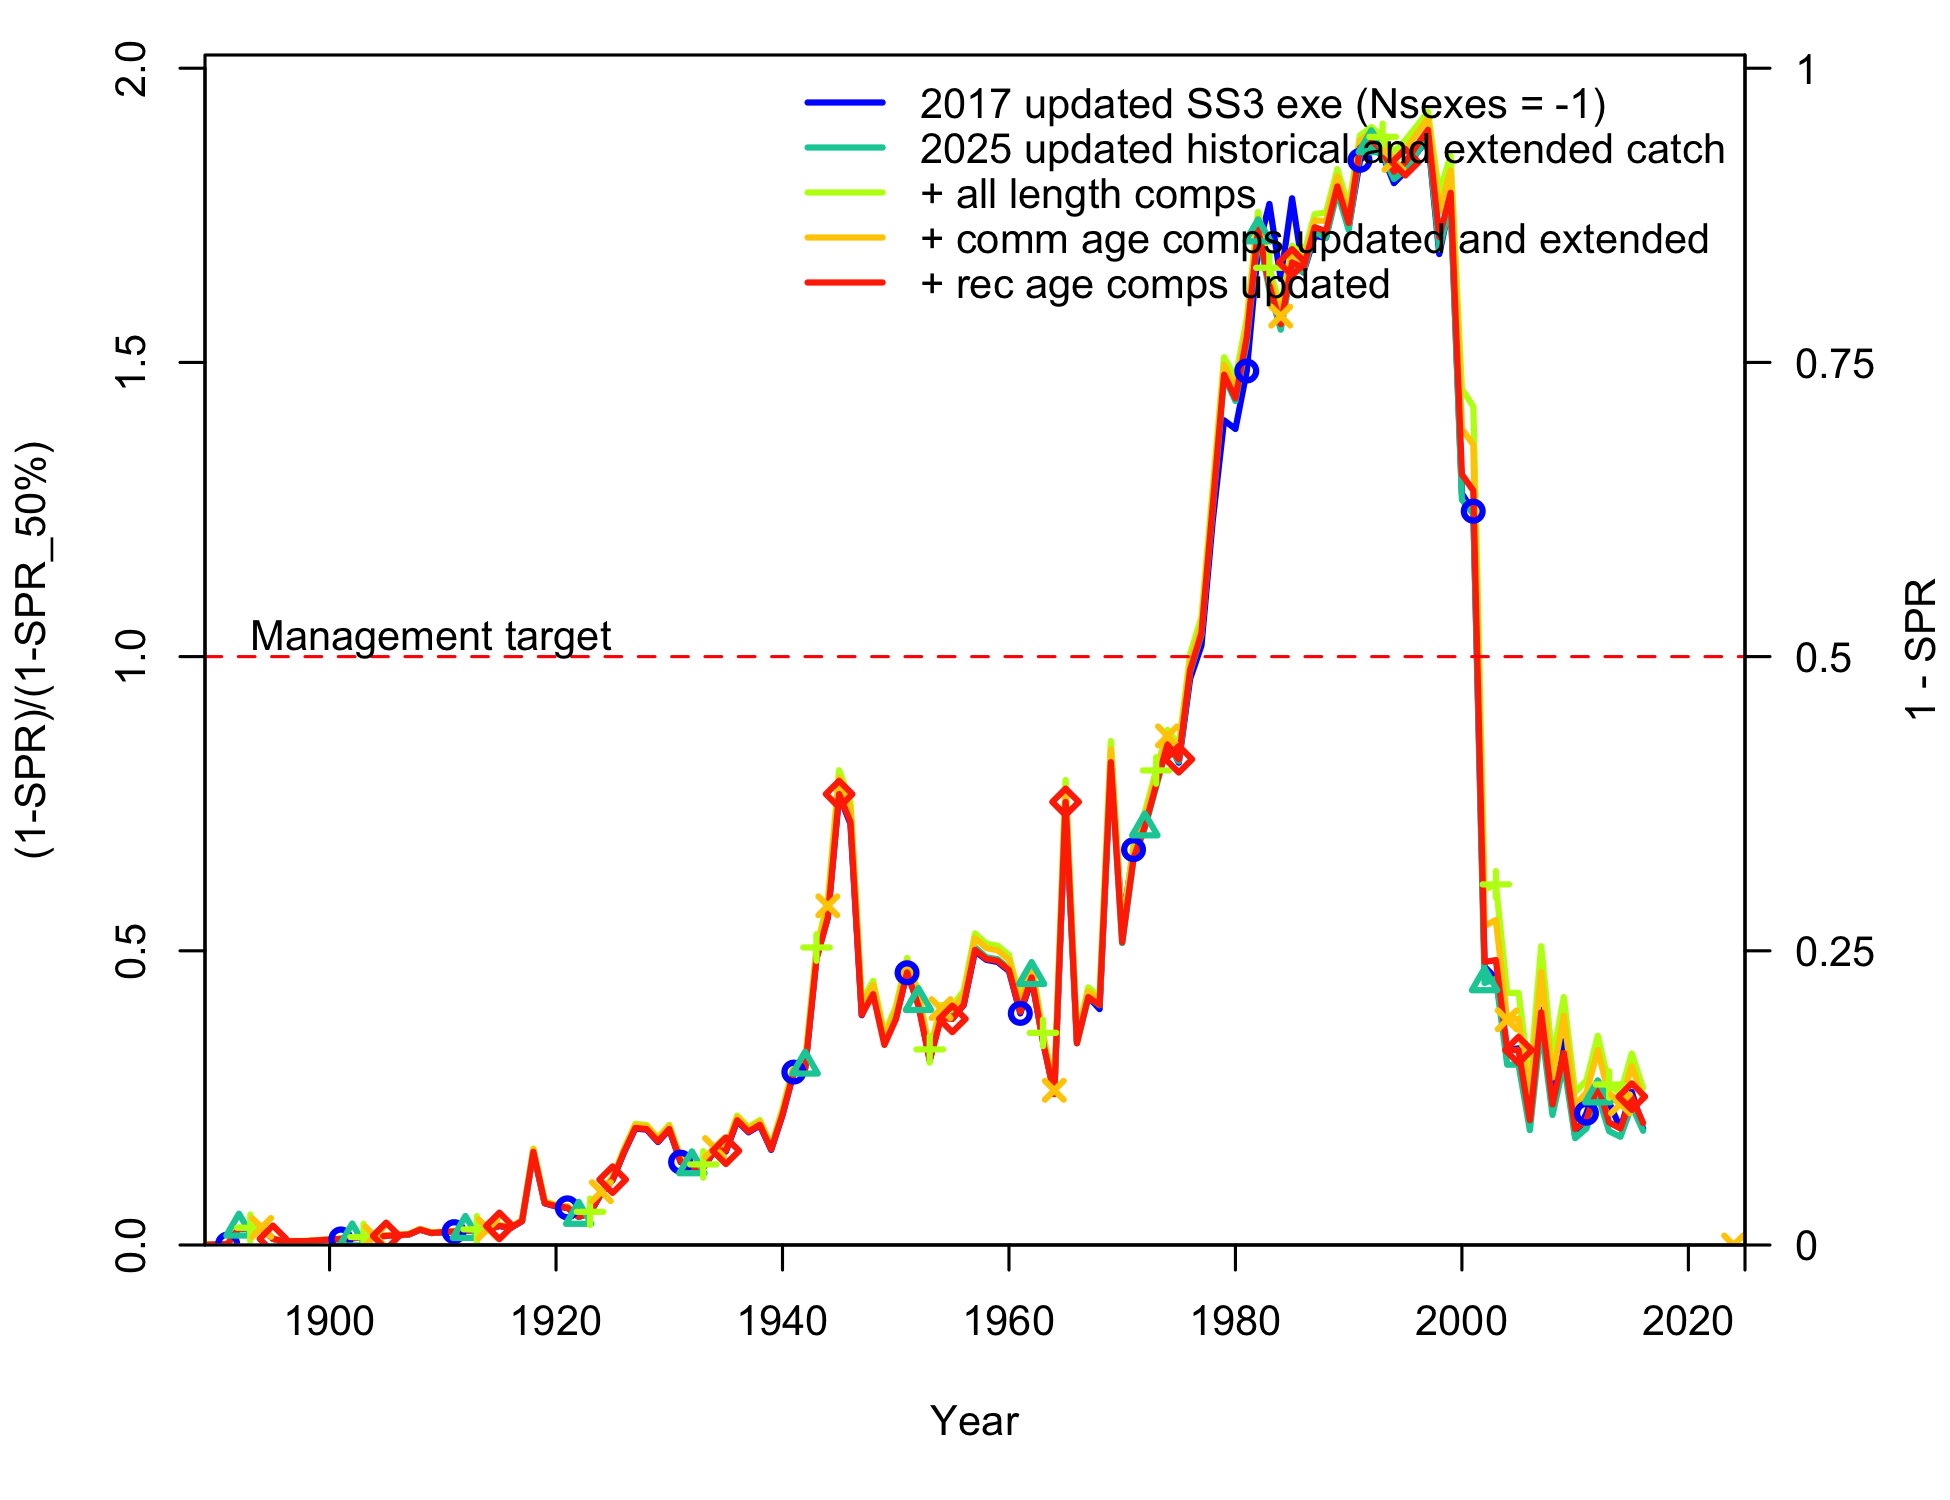 2017 updated SS3 exe (Nsexes = -1)
2025 updated historical and extended catch
+ all length comps
+ comm age comps updated and extended
+ rec age comps updated
Management target
(1-SPR)/(1-SPR_50%)
0.0
0.5
1.0
1.5
2.0
1 - SPR
0
0.25
0.5
0.75
1
1900
1920
1940
1960
1980
2000
2020
Year